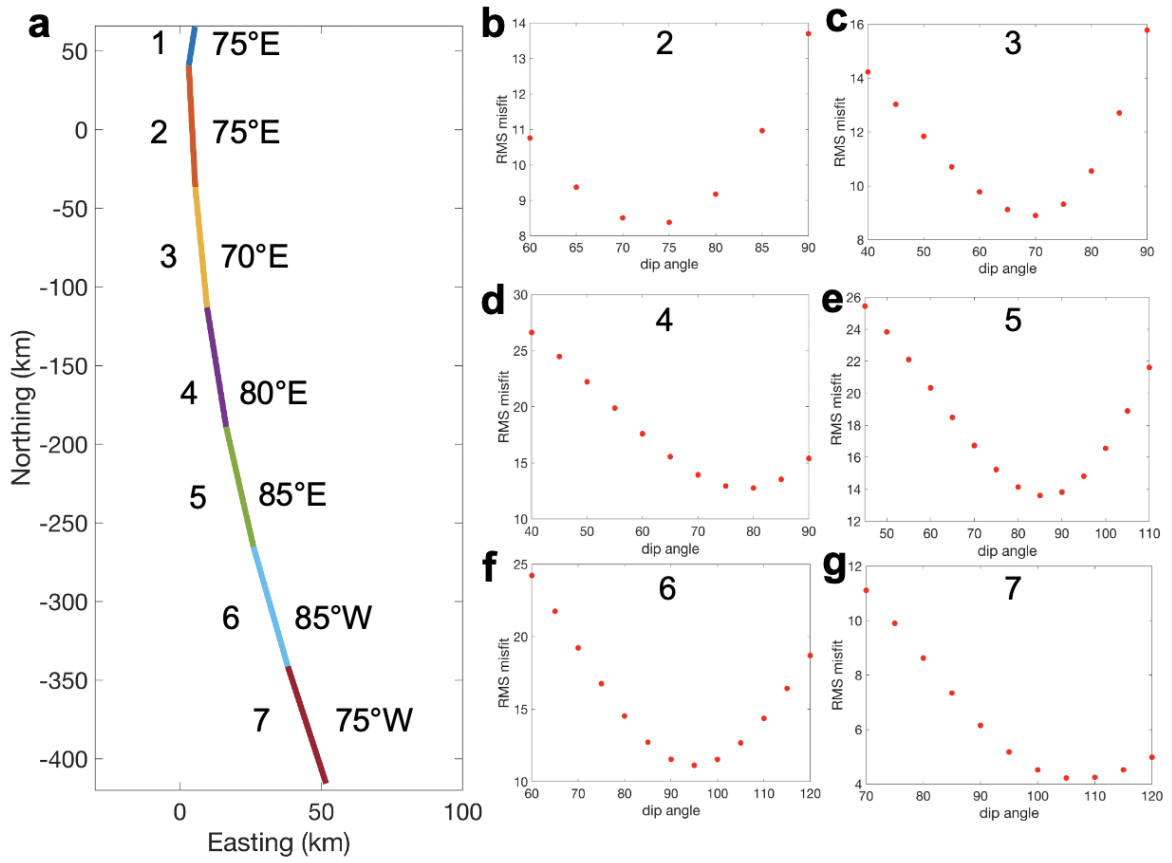 a
1 75°E
2 75°E
3 70°E
4 80°E
5 85°E
6 85°W
7 75°W
50
0
-50
-100
-150
-200
-250
-300
-350
-400
Northing (km)
0 50 100
Easting (km)
b
2
14
13
12
11
10
9
8
RMS misfit
60 65 70 75 80 85 90
dip angle
c
3
16
14
12
10
8
RMS misfit
40 50 60 70 80 90
dip angle
d
4
30
25
20
15
10
RMS misfit
40 50 60 70 80 90
dip angle
e
5
26
24
22
20
18
16
14
12
RMS misfit
50 60 70 80 90 100 110
dip angle
f
6
25
20
15
10
RMS misfit
60 70 80 90 100 110 120
dip angle
g
7
12
10
8
6
4
RMS misfit
70 80 90 100 110 120
dip angle